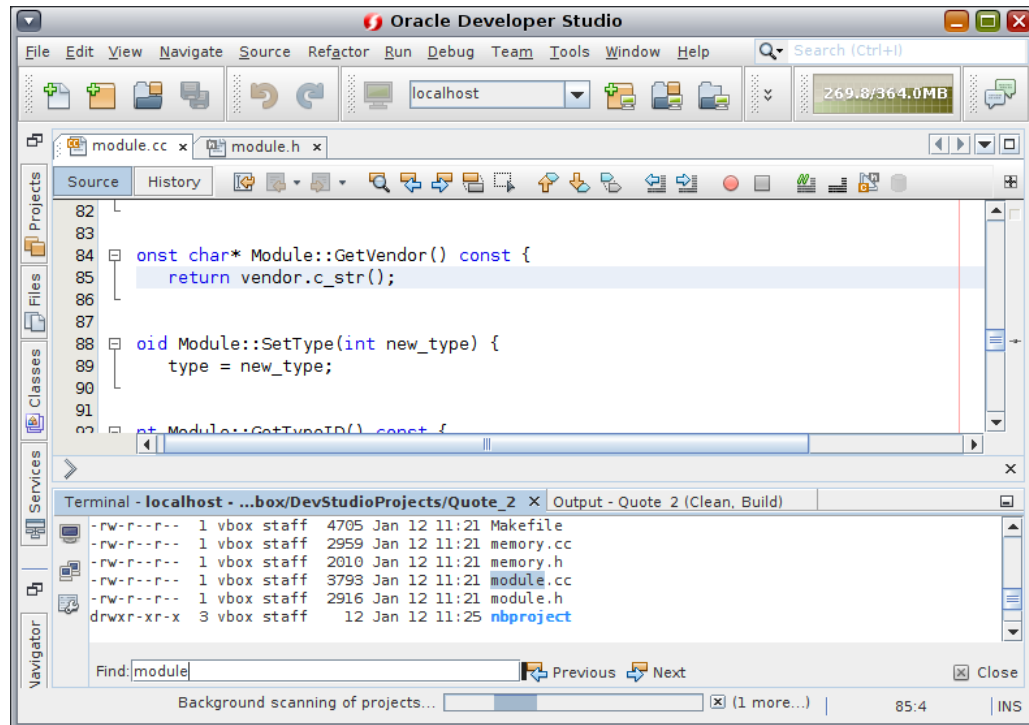 Oracle Developer Studio
File Edit View Navigate Source Refactor Run Debug Team Tools Window Help Search (Ctrl+I)
localhost 269.8/364.0MB
module.cc x module.h x
Source History
Projects
Files
Classes
Services
Navigator
82
83
84 onst char* Module::GetVendor() const {
85 return vendor.c_str();
86
87
88 oid Module::SetType(int new_type) {
89 type = new_type;
90
91
92 nt Module::GetTypeID() const {
Terminal - localhost - ...box/DevStudioProjects/Quote_2 X Output - Quote_2 (Clean, Build)
-rw-r--r-- 1 vbox staff 4705 Jan 12 11:21 Makefile
-rw-r--r-- 1 vbox staff 2959 Jan 12 11:21 memory.cc
-rw-r--r-- 1 vbox staff 2010 Jan 12 11:21 memory.h
-rw-r--r-- 1 vbox staff 3793 Jan 12 11:21 module.cc
-rw-r--r-- 1 vbox staff 2916 Jan 12 11:21 module.h
drwxr-xr-x 3 vbox staff 12 Jan 12 11:25 nbproject
Find: module Previous Next Close
Background scanning of projects... (1 more...) 85:4 INS